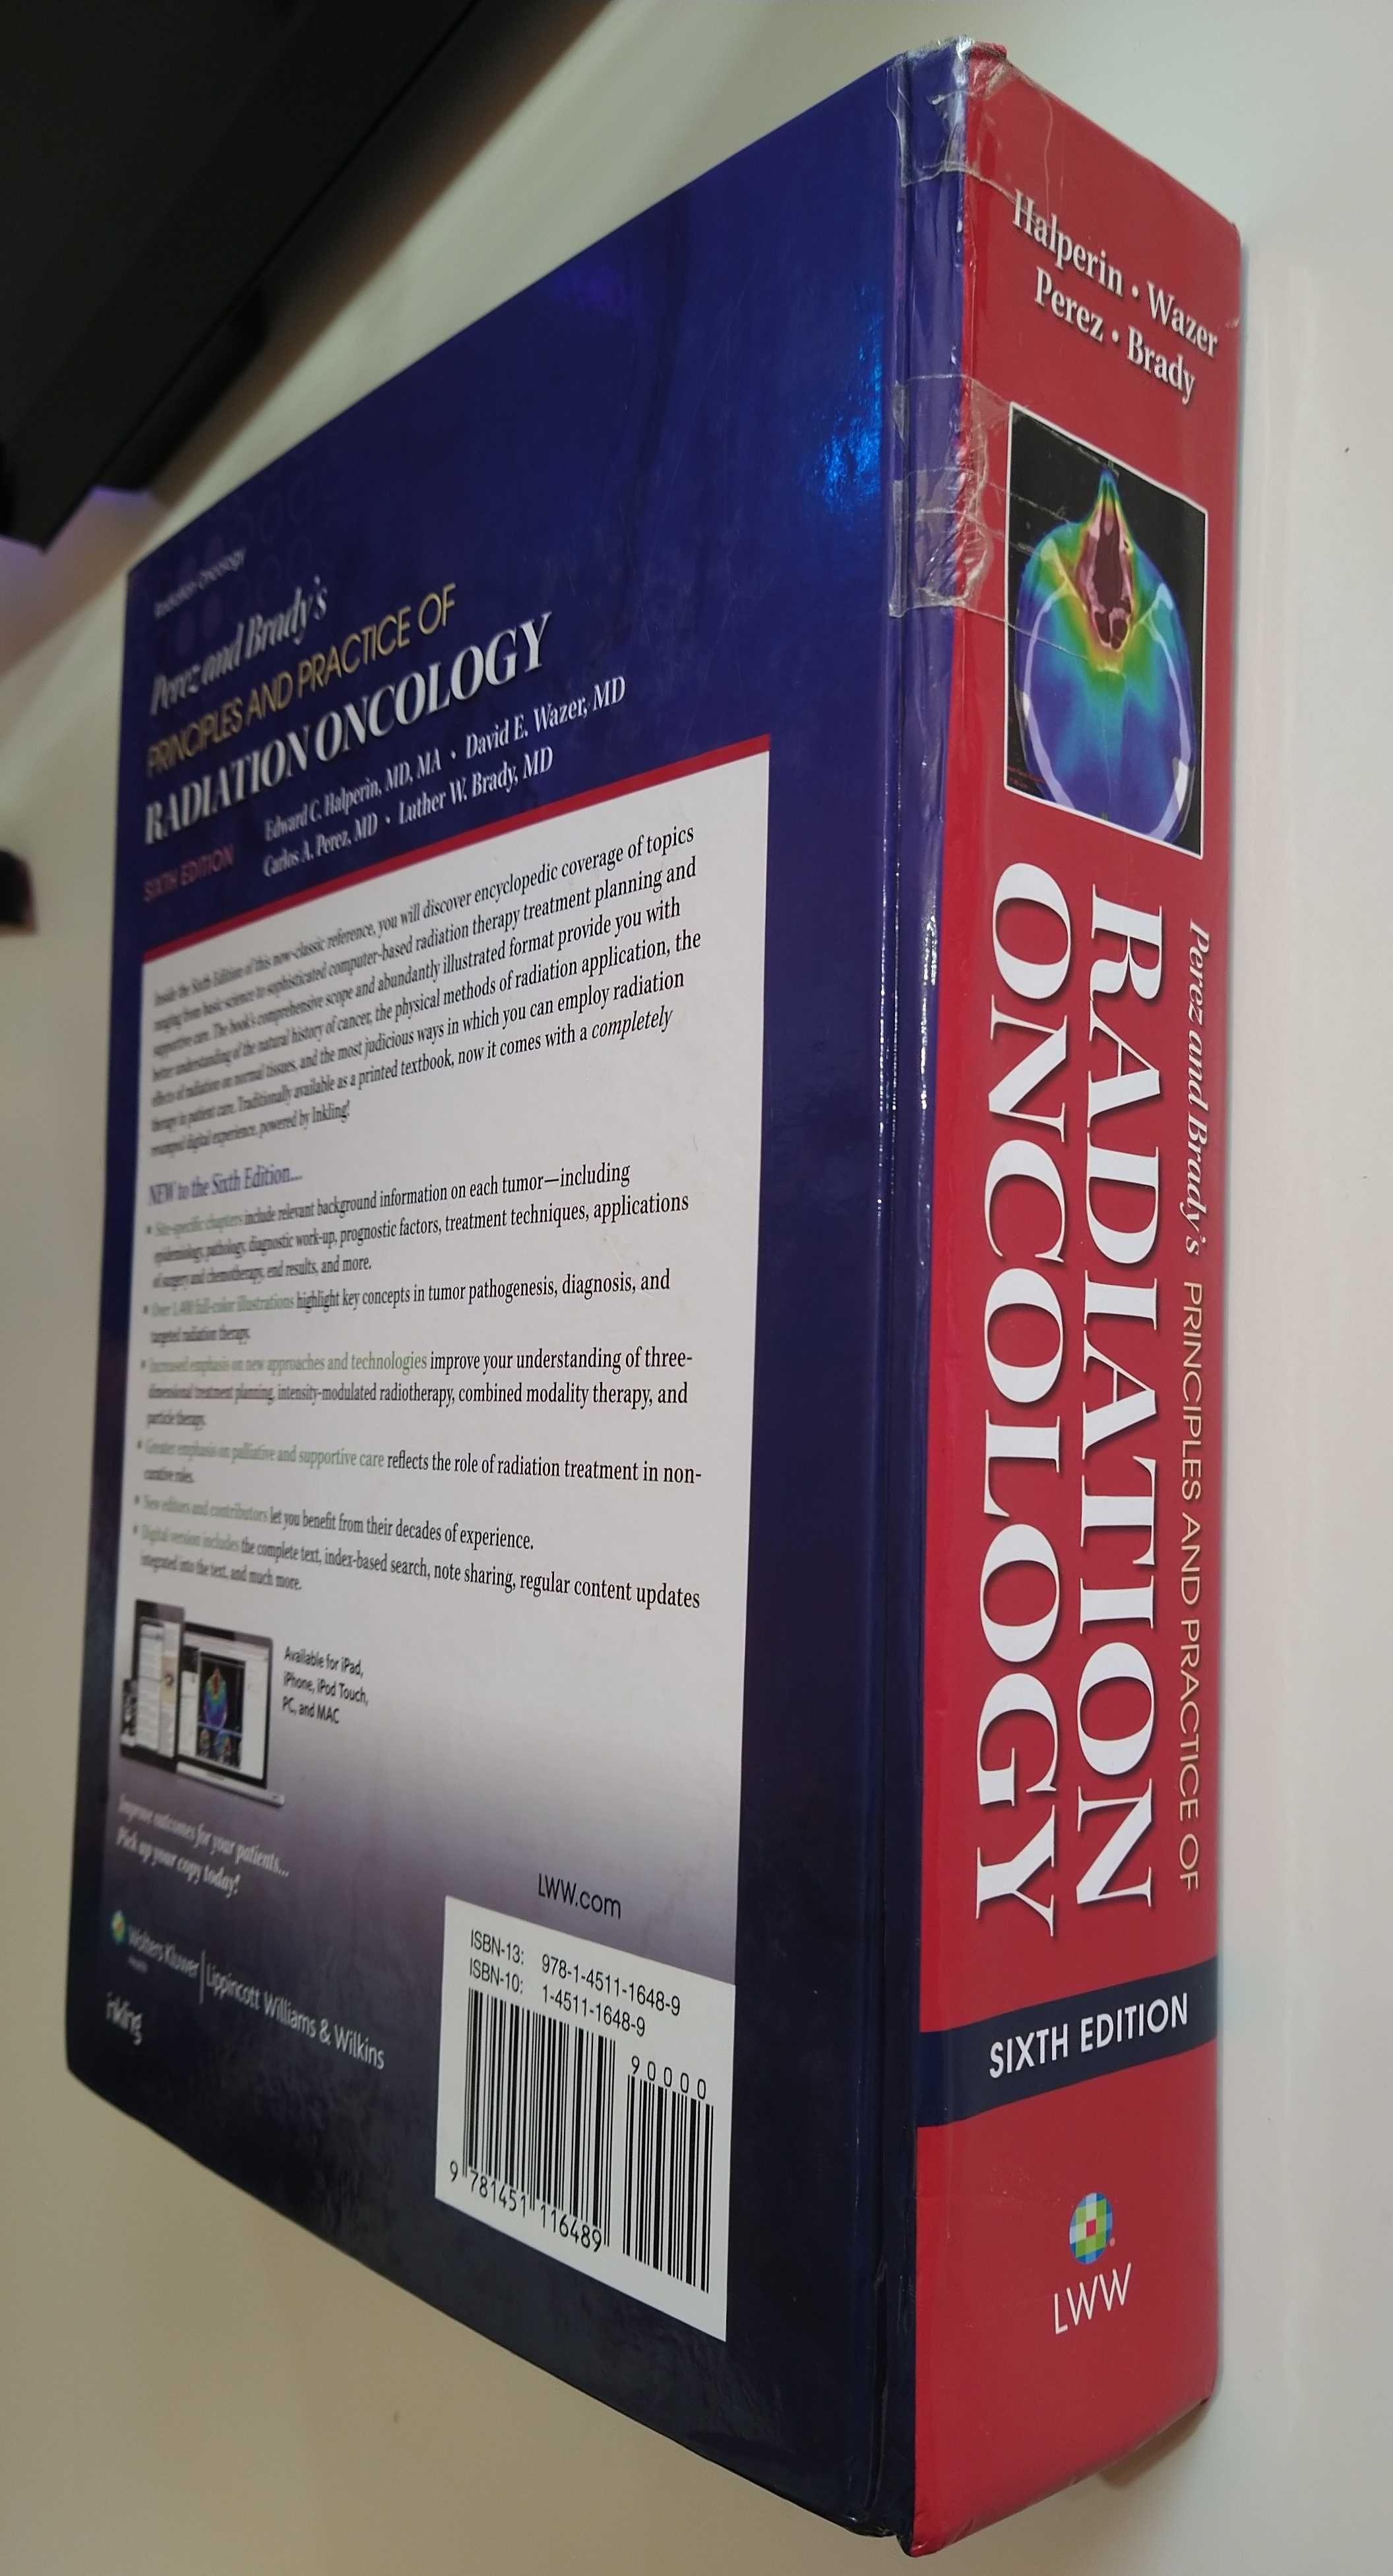 Radiation Oncology
Perez and Brady's
PRINCIPLES AND PRACTICE OF
RADIATION ONCOLOGY
SIXTH EDITION
Edward C. Halperin, MD, MA • David E. Wazer, MD
Carlos A. Perez, MD • Luther W. Brady, MD
Inside the Sixth Edition of this now-classic reference, you will discover encyclopedic coverage of topics
ranging from basic science to sophisticated computer-based radiation therapy treatment planning and
supportive care. The book's comprehensive scope and abundantly illustrated format provide you with
better understanding of the natural history of cancer, the physical methods of radiation application, the
effects of radiation on normal tissues, and the most judicious ways in which you can employ radiation
therapy in patient care. Traditionally available as a printed textbook, now it comes with a completely
revamped digital experience, powered by Inkling!
NEW to the Sixth Edition...
• Site-specific chapters include relevant background information on each tumor—including
epidemiology, pathology, diagnostic work-up, prognostic factors, treatment techniques, applications
of surgery and chemotherapy, end results, and more.
• Over 1,400 full-color illustrations highlight key concepts in tumor pathogenesis, diagnosis, and
targeted radiation therapy.
• Increased emphasis on new approaches and technologies improve your understanding of three-
dimensional treatment planning, intensity-modulated radiotherapy, combined modality therapy, and
particle therapy.
• Greater emphasis on palliative and supportive care reflects the role of radiation treatment in non-
curative roles.
• New editors and contributors let you benefit from their decades of experience.
• Digital version includes the complete text, index-based search, note sharing, regular content updates
integrated into the text, and much more.
Available for iPad,
iPhone, iPod Touch,
PC, and MAC
Improve outcomes for your patients...
Pick up your copy today!
Wolters Kluwer | Lippincott Williams & Wilkins
Health
inkling
LWW.com
ISBN-13: 978-1-4511-1648-9
ISBN-10: 1-4511-1648-9
90000
9 781451 116489
Halperin • Wazer
Perez • Brady
Perez and Brady's PRINCIPLES AND PRACTICE OF
RADIATION
ONCOLOGY
SIXTH EDITION
LWW